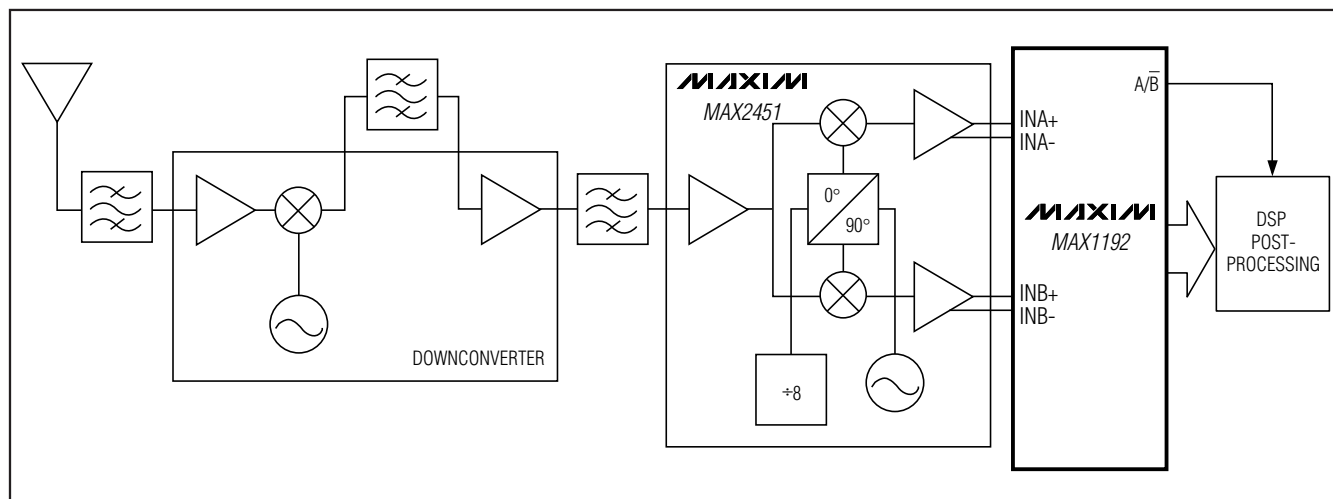 DOWNCONVERTER
MAXIM
MAX2451
0°
90°
÷8
INA+
INA-
INB+
INB-
A/B̅
MAXIM
MAX1192
DSP
POST-
PROCESSING